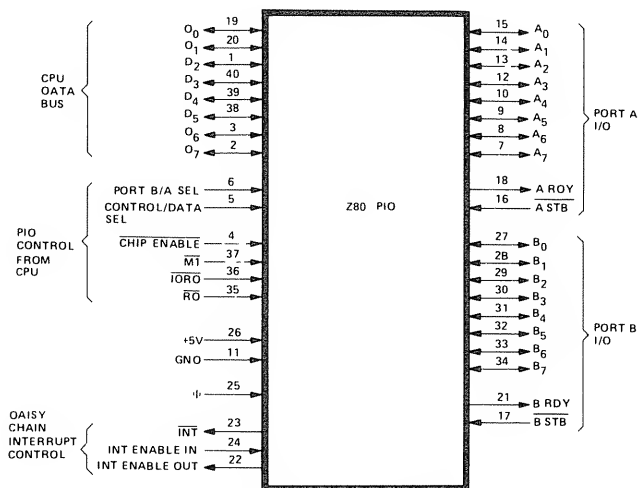 CPU
DATA
BUS
O0 19
O1 20
D2 1
D3 40
D4 39
D5 38
O6 3
O7 2
PIO
CONTROL
FROM
CPU
PORT B/A SEL 6
CONTROL/DATA 5
SEL
CHIP ENABLE 4
M1 37
IORO 36
RO 35
+5V 26
GNO 11
ɸ 25
OAISY
CHAIN
INTERRUPT
CONTROL
INT 23
INT ENABLE IN 24
INT ENABLE OUT 22
Z80 PIO
15 A0
14 A1
13 A2
12 A3
10 A4
9 A5
8 A6
7 A7
18 A ROY
16 A STB
PORT A
I/O
27 B0
2B B1
29 B2
30 B3
31 B4
32 B5
33 B6
34 B7
21 B RDY
17 B STB
PORT B
I/O